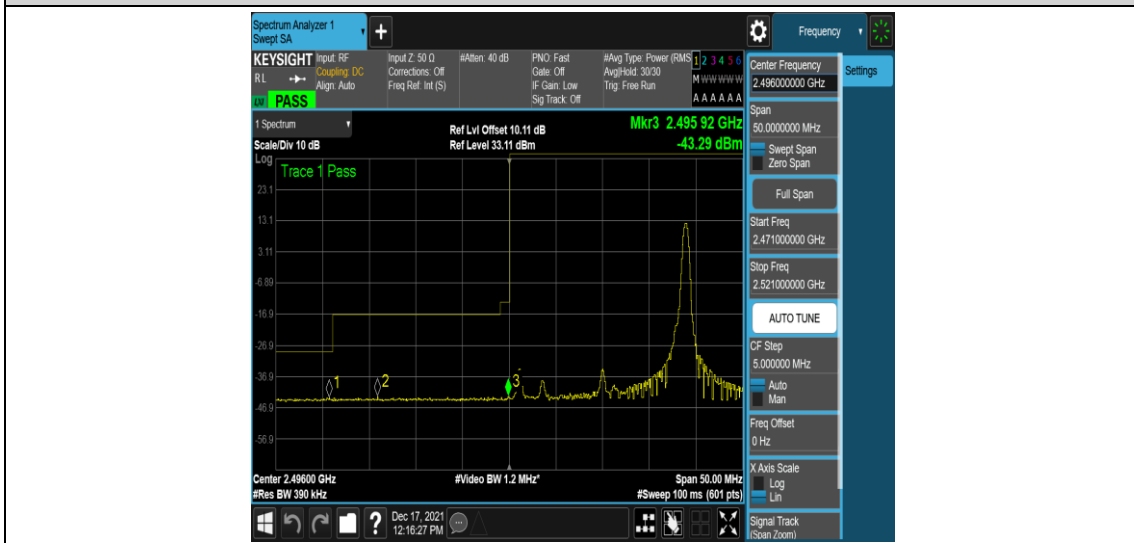 Spectrum Analyzer 1
Swept SA
+
Frequency
KEYSIGHT
RL
PASS
Input: RF
Coupling: DC
Align: Auto
Input Z: 50 Ω
Corrections: Off
Freq Ref: Int (S)
#Atten: 40 dB
PNO: Fast
Gate: Off
IF Gain: Low
Sig Track: Off
#Avg Type: Power (RMS
Avg|Hold: 30/30
Trig: Free Run
1 2 3 4 5 6
M W W W W W
A A A A A A
1 Spectrum
Scale/Div 10 dB
Ref Lvl Offset 10.11 dB
Ref Level 33.11 dBm
Mkr3 2.495 92 GHz
-43.29 dBm
Log
Trace 1 Pass
23.1
13.1
3.11
-6.89
-16.9
-26.9
-36.9
-46.9
-56.9
1
2
3
Center 2.49600 GHz
#Res BW 390 kHz
#Video BW 1.2 MHz*
Span 50.00 MHz
#Sweep 100 ms (601 pts)
Dec 17, 2021
12:16:27 PM
?
Center Frequency
2.496000000 GHz
Settings
Span
50.0000000 MHz
Swept Span
Zero Span
Full Span
Start Freq
2.471000000 GHz
Stop Freq
2.521000000 GHz
AUTO TUNE
CF Step
5.000000 MHz
Auto
Man
Freq Offset
0 Hz
X Axis Scale
Log
Lin
Signal Track
(Span Zoom)